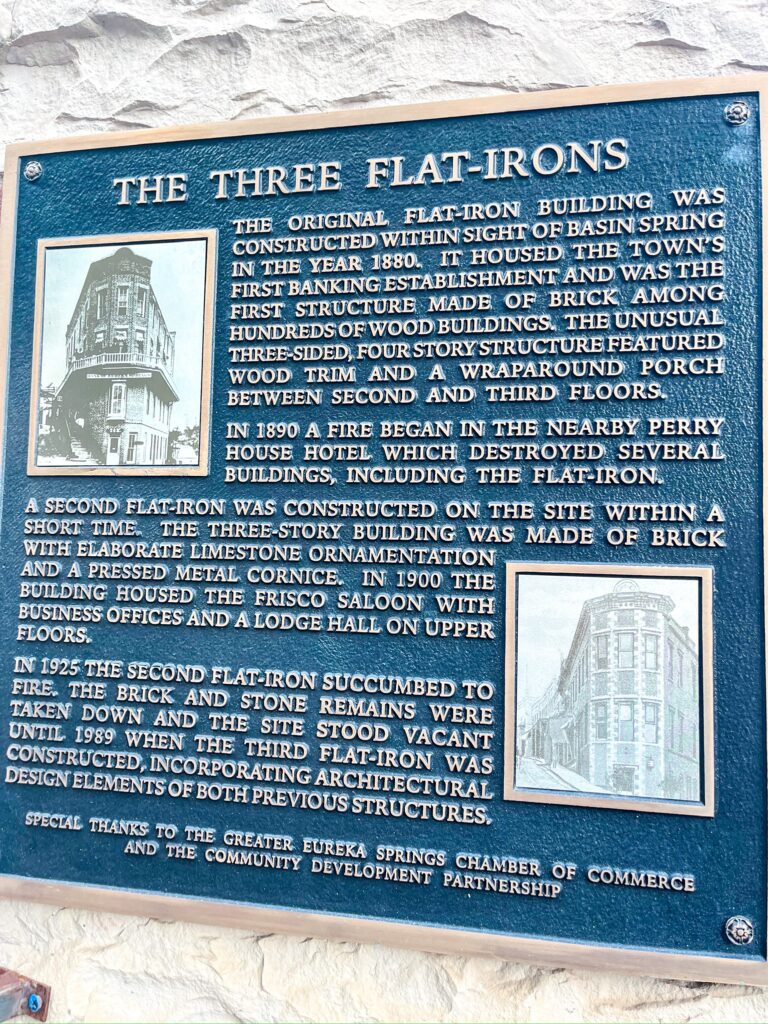 THE THREE FLAT-IRONS
THE ORIGINAL FLAT-IRON BUILDING WAS
CONSTRUCTED WITHIN SIGHT OF BASIN SPRING
IN THE YEAR 1880. IT HOUSED THE TOWN'S
FIRST BANKING ESTABLISHMENT AND WAS THE
FIRST STRUCTURE MADE OF BRICK AMONG
HUNDREDS OF WOOD BUILDINGS. THE UNUSUAL
THREE-SIDED, FOUR STORY STRUCTURE FEATURED
WOOD TRIM AND A WRAPAROUND PORCH
BETWEEN SECOND AND THIRD FLOORS.
IN 1890 A FIRE BEGAN IN THE NEARBY PERRY
HOUSE HOTEL WHICH DESTROYED SEVERAL
BUILDINGS, INCLUDING THE FLAT-IRON.
A SECOND FLAT-IRON WAS CONSTRUCTED ON THE SITE WITHIN A
SHORT TIME. THE THREE-STORY BUILDING WAS MADE OF BRICK
WITH ELABORATE LIMESTONE ORNAMENTATION
AND A PRESSED METAL CORNICE. IN 1900 THE
BUILDING HOUSED THE FRISCO SALOON WITH
BUSINESS OFFICES AND A LODGE HALL ON UPPER
FLOORS.
IN 1925 THE SECOND FLAT-IRON SUCCUMBED TO
FIRE. THE BRICK AND STONE REMAINS WERE
TAKEN DOWN AND THE SITE STOOD VACANT
UNTIL 1989 WHEN THE THIRD FLAT-IRON WAS
CONSTRUCTED, INCORPORATING ARCHITECTURAL
DESIGN ELEMENTS OF BOTH PREVIOUS STRUCTURES.
SPECIAL THANKS TO THE GREATER EUREKA SPRINGS CHAMBER OF COMMERCE
AND THE COMMUNITY DEVELOPMENT PARTNERSHIP